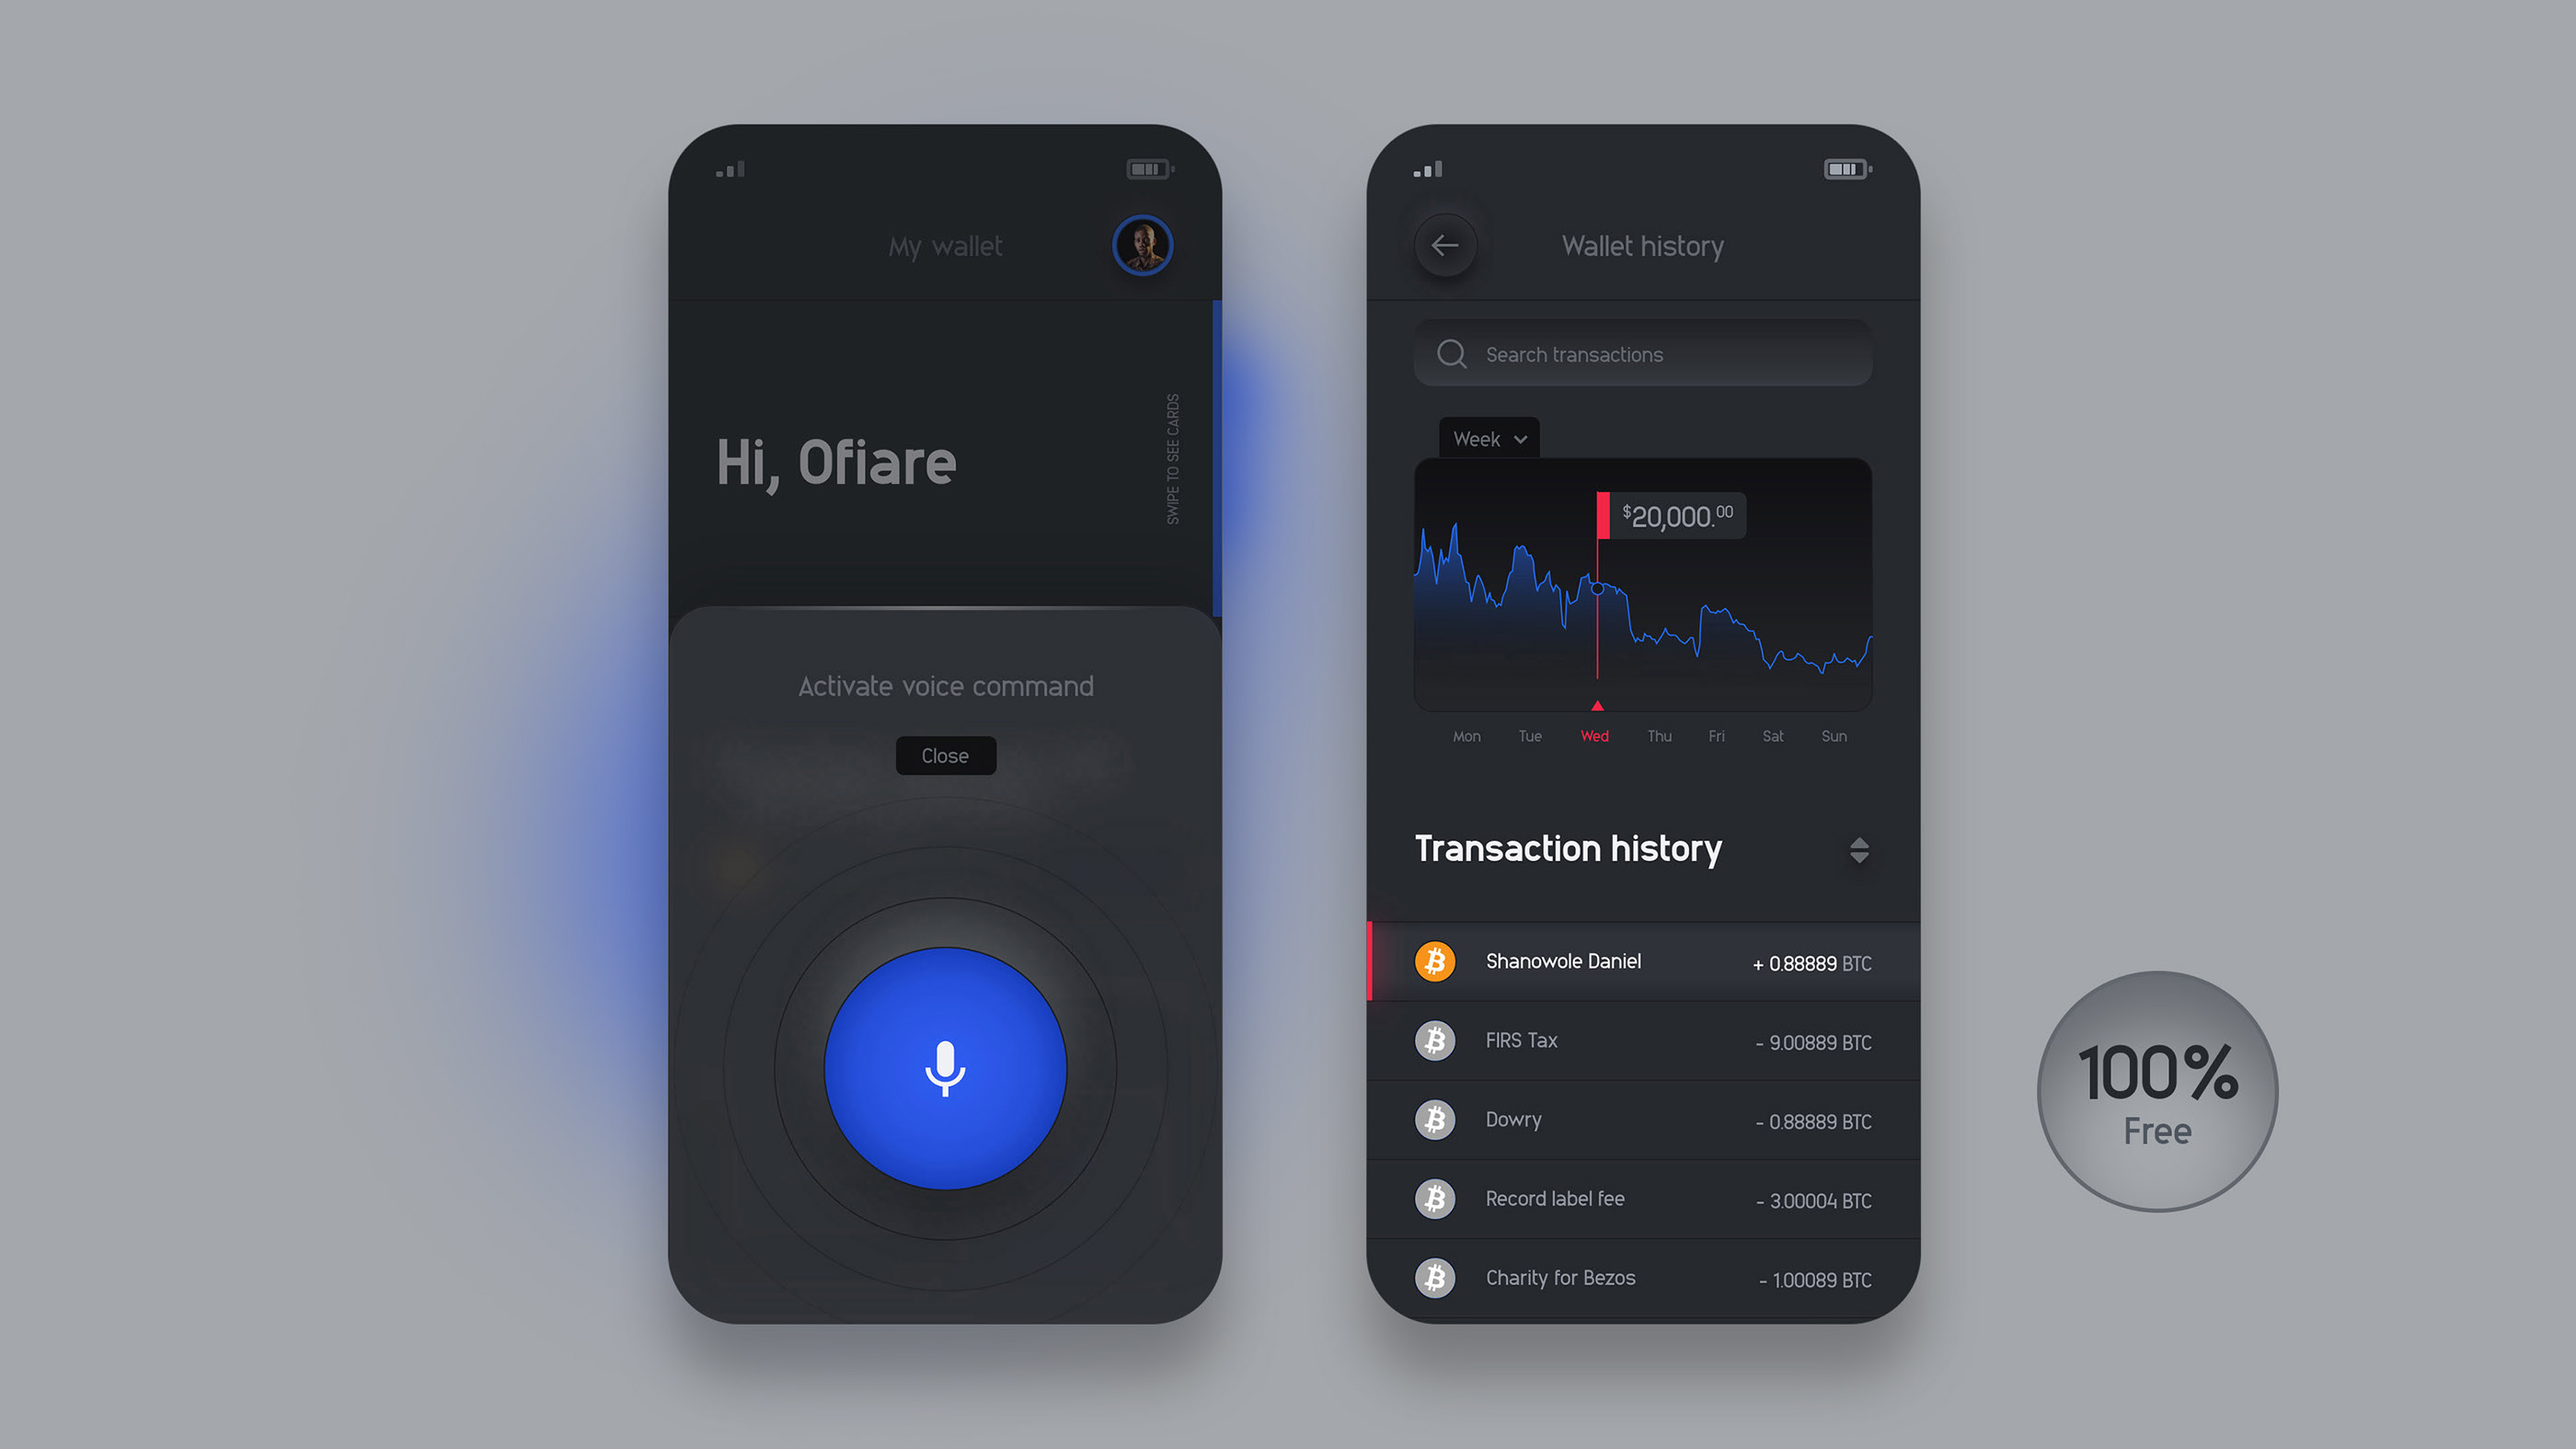 My wallet
Hi, Ofiare
SWIPE TO SEE CARDS
Activate voice command
Close
Wallet history
Search transactions
Week
$20,000.00
Mon Tue Wed Thu Fri Sat Sun
Transaction history
Shanowole Daniel + 0.88889 BTC
FIRS Tax - 9.00889 BTC
Dowry - 0.88889 BTC
Record label fee - 3.00004 BTC
Charity for Bezos - 1.00089 BTC
100%
Free